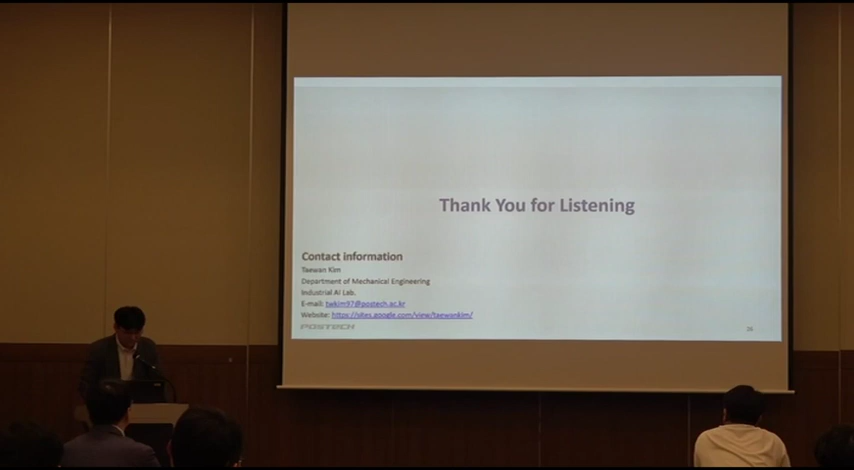 Thank You for Listening
Contact information
Taewan Kim
Department of Mechanical Engineering
Industrial AI Lab.
E-mail: twkim97@postech.ac.kr
Website: https://sites.google.com/view/taewankim/
POSTECH
26